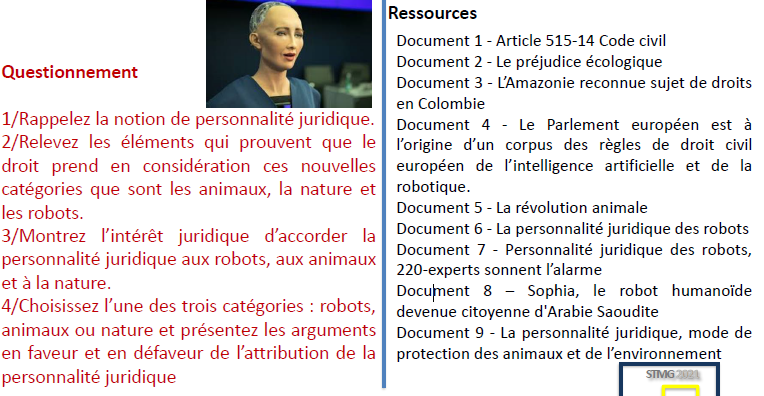 Questionnement
1/Rappelez la notion de personnalité juridique.
2/Relevez les éléments qui prouvent que le
droit prend en considération ces nouvelles
catégories que sont les animaux, la nature et
les robots.
3/Montrez l'intérêt juridique d'accorder la
personnalité juridique aux robots, aux animaux
et à la nature.
4/Choisissez l'une des trois catégories : robots,
animaux ou nature et présentez les arguments
en faveur et en défaveur de l'attribution de la
personnalité juridique
Ressources
Document 1 - Article 515-14 Code civil
Document 2 - Le préjudice écologique
Document 3 - L'Amazonie reconnue sujet de droits
en Colombie
Document 4 - Le Parlement européen est à
l'origine d'un corpus des règles de droit civil
européen de l'intelligence artificielle et de la
robotique.
Document 5 - La révolution animale
Document 6 - La personnalité juridique des robots
Document 7 - Personnalité juridique des robots,
220-experts sonnent l'alarme
Document 8 – Sophia, le robot humanoïde
devenue citoyenne d'Arabie Saoudite
Document 9 - La personnalité juridique, mode de
protection des animaux et de l'environnement
STMG 2021